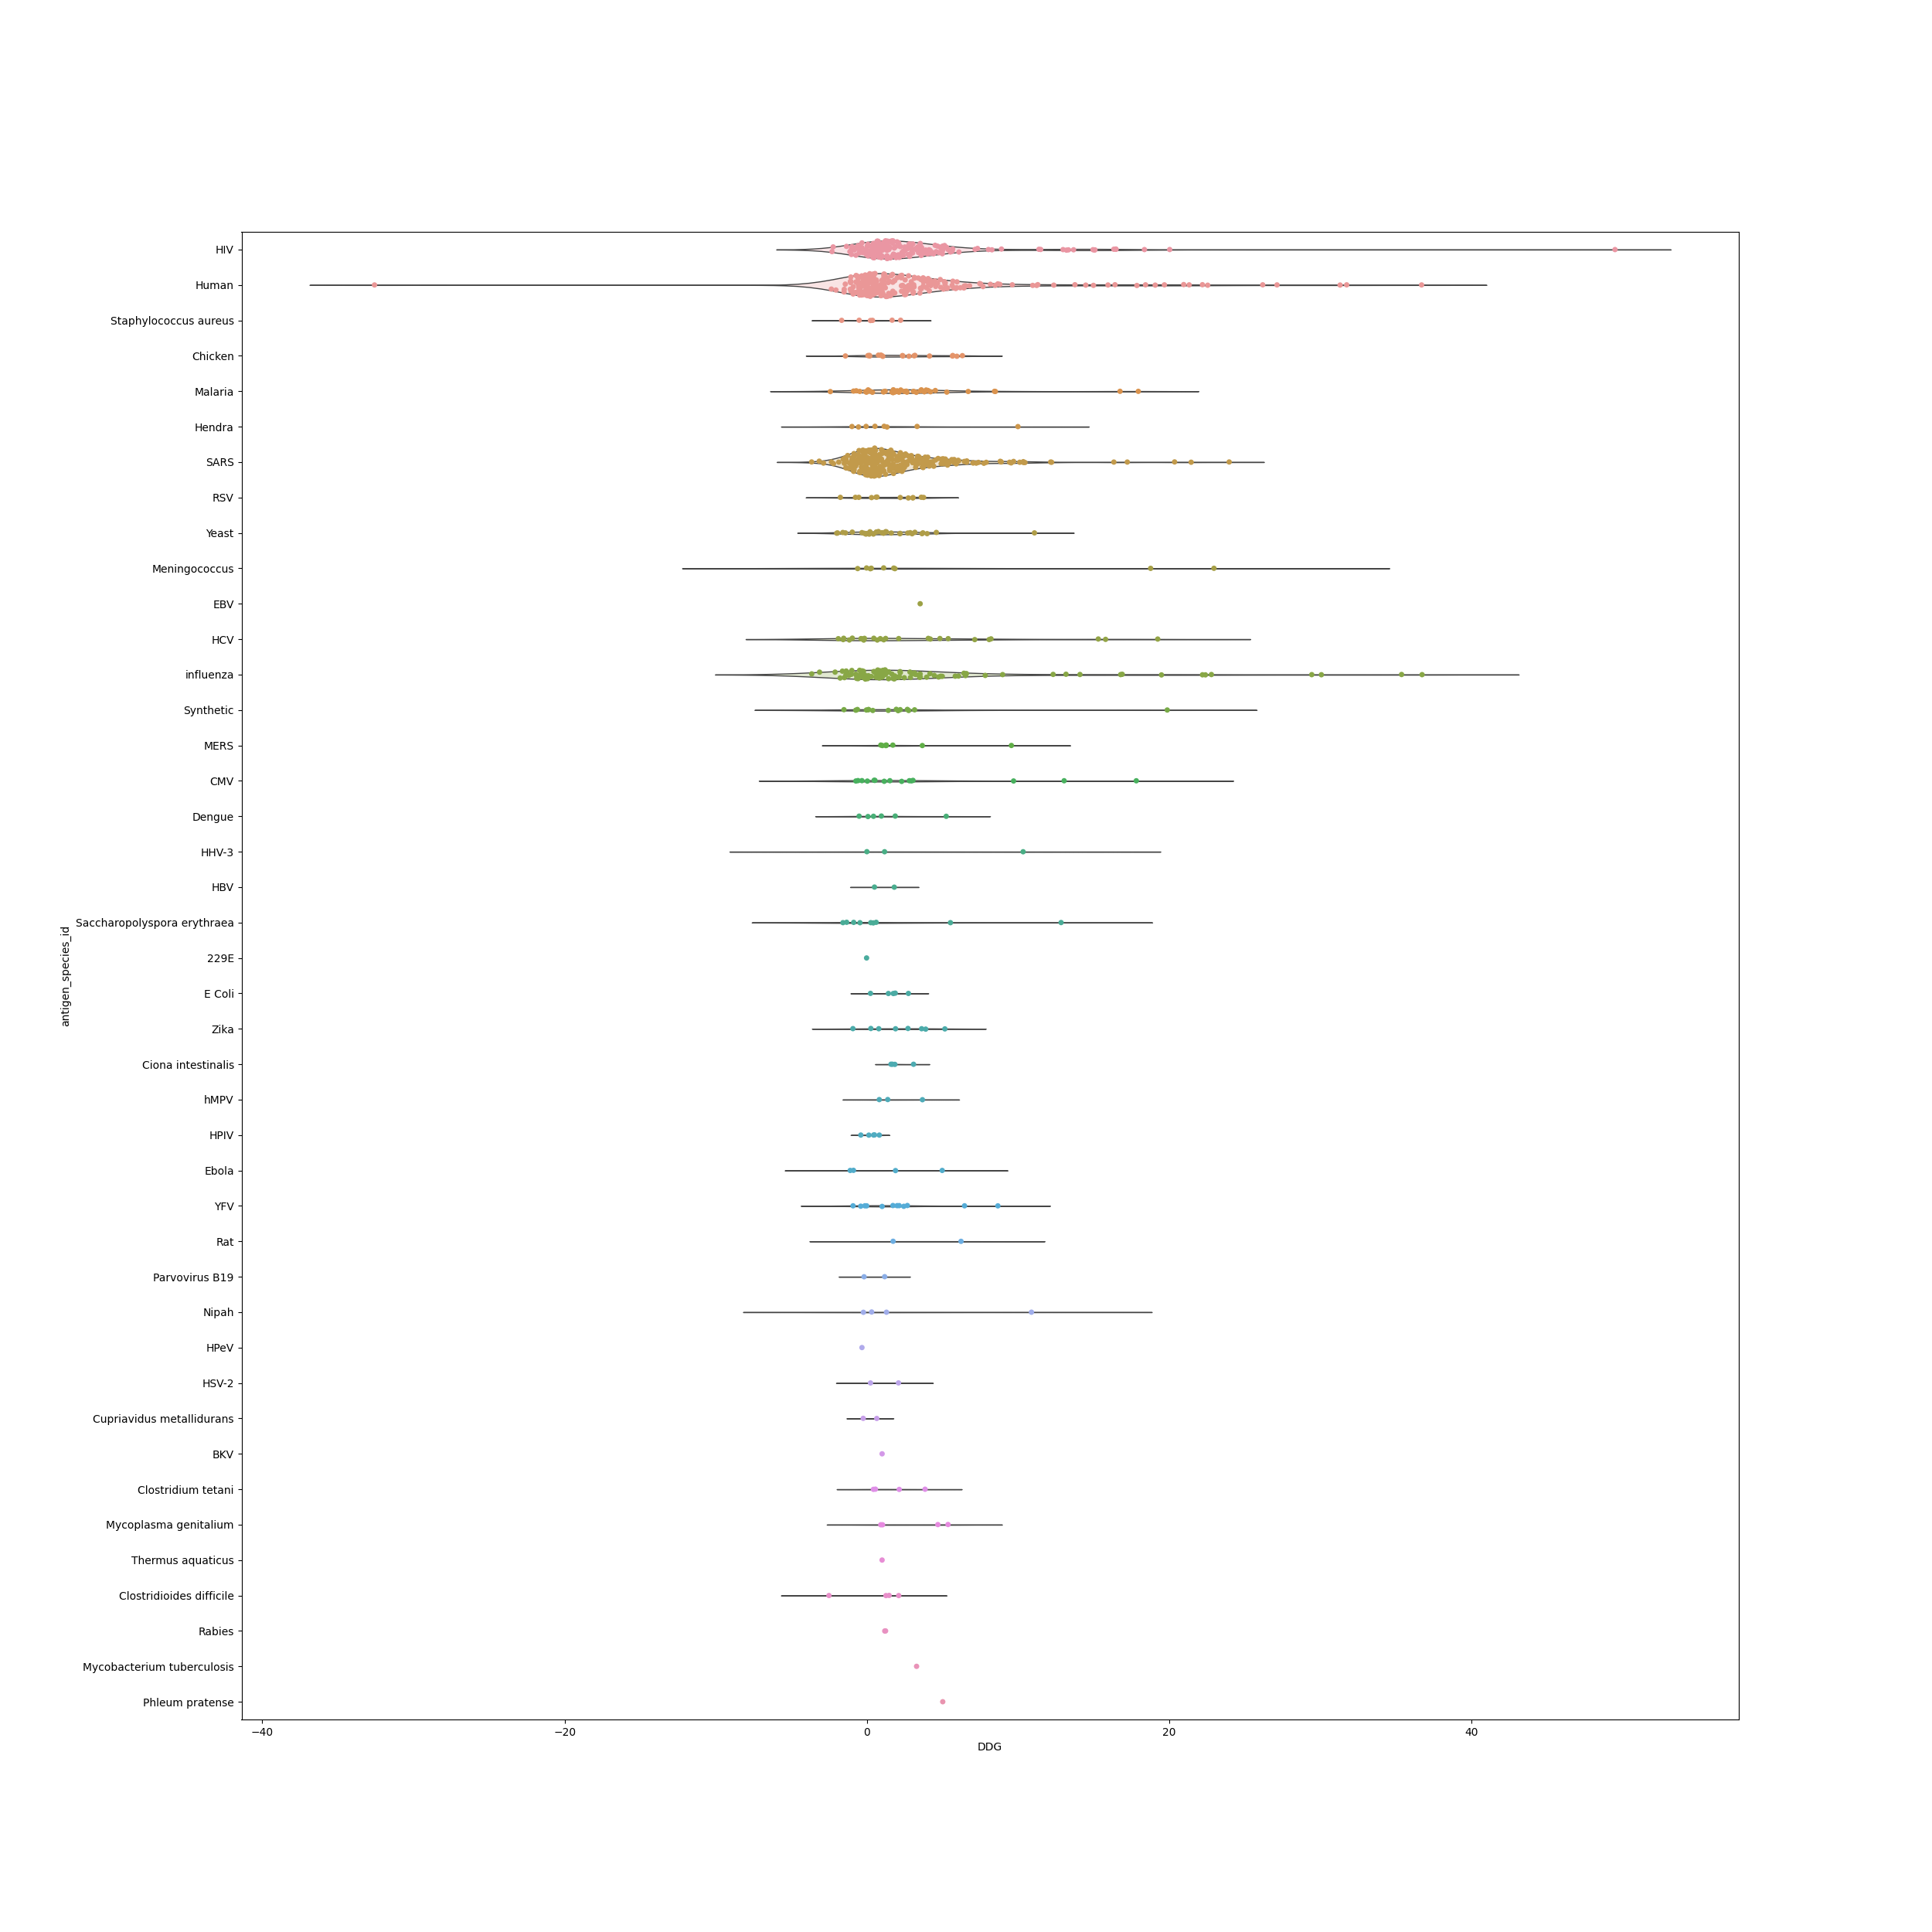 HIV
Human
Staphylococcus aureus
Chicken
Malaria
Hendra
SARS
RSV
Yeast
Meningococcus
EBV
HCV
influenza
Synthetic
MERS
CMV
Dengue
HHV-3
HBV
Saccharopolyspora erythraea
229E
E Coli
Zika
Ciona intestinalis
hMPV
HPIV
Ebola
YFV
Rat
Parvovirus B19
Nipah
HPeV
HSV-2
Cupriavidus metallidurans
BKV
Clostridium tetani
Mycoplasma genitalium
Thermus aquaticus
Clostridioides difficile
Rabies
Mycobacterium tuberculosis
Phleum pratense
antigen_species_id
−40 −20 0 20 40
DDG